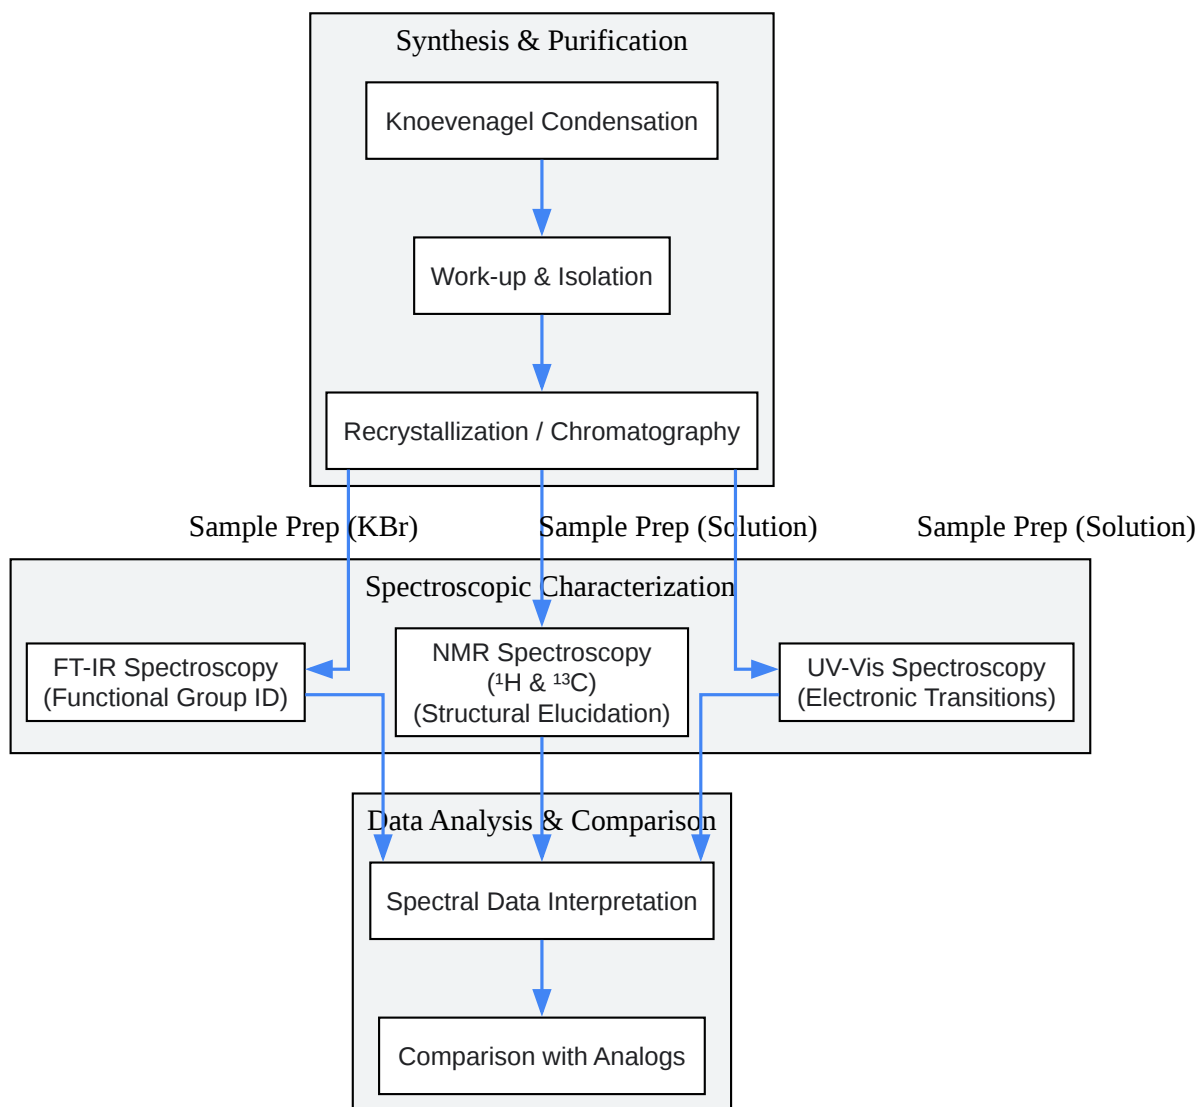 Synthesis & Purification
Knoevenagel Condensation
Work-up & Isolation
Recrystallization / Chromatography
Sample Prep (KBr)
Sample Prep (Solution)
Sample Prep (Solution)
Spectroscopic Characterization
FT-IR Spectroscopy
(Functional Group ID)
NMR Spectroscopy
(¹H & ¹³C)
(Structural Elucidation)
UV-Vis Spectroscopy
(Electronic Transitions)
Data Analysis & Comparison
Spectral Data Interpretation
Comparison with Analogs